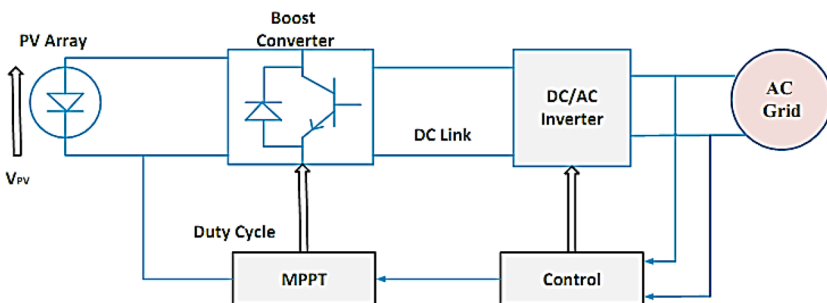 Boost
Converter
PV Array
VPV
DC Link
DC/AC
Inverter
AC
Grid
Duty Cycle
MPPT
Control